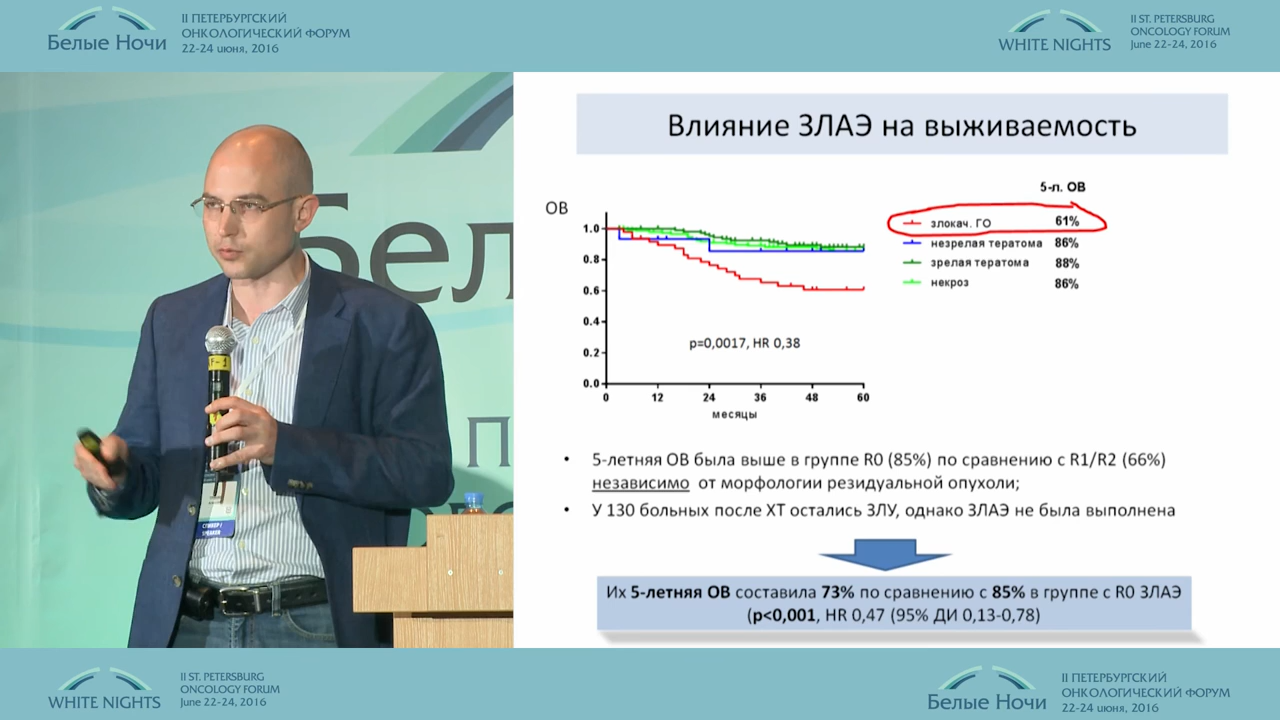 II ПЕТЕРБУРГСКИЙ
ОНКОЛОГИЧЕСКИЙ ФОРУМ
Белые Ночи
22-24 июня, 2016
II ST. PETERSBURG
ONCOLOGY FORUM
WHITE NIGHTS
June 22-24, 2016
Бел
п
F-1
СПИКЕР /
SPEAKER
Влияние ЗЛАЭ на выживаемость
5-л. ОВ
ОВ
злокач. ГО 61%
незрелая тератома 86%
зрелая тератома 88%
некроз 86%
1.0
0.8
0.6
0.4
0.2
0.0
p=0,0017, HR 0,38
0 12 24 36 48 60
месяцы
• 5-летняя ОВ была выше в группе R0 (85%) по сравнению с R1/R2 (66%)
независимо от морфологии резидуальной опухоли;
• У 130 больных после ХТ остались ЗЛУ, однако ЗЛАЭ не была выполнена
Их 5-летняя ОВ составила 73% по сравнению с 85% в группе с R0 ЗЛАЭ
(p<0,001, HR 0,47 (95% ДИ 0,13-0,78)
II ST. PETERSBURG
ONCOLOGY FORUM
WHITE NIGHTS
June 22-24, 2016
II ПЕТЕРБУРГСКИЙ
ОНКОЛОГИЧЕСКИЙ ФОРУМ
Белые Ночи
22-24 июня, 2016